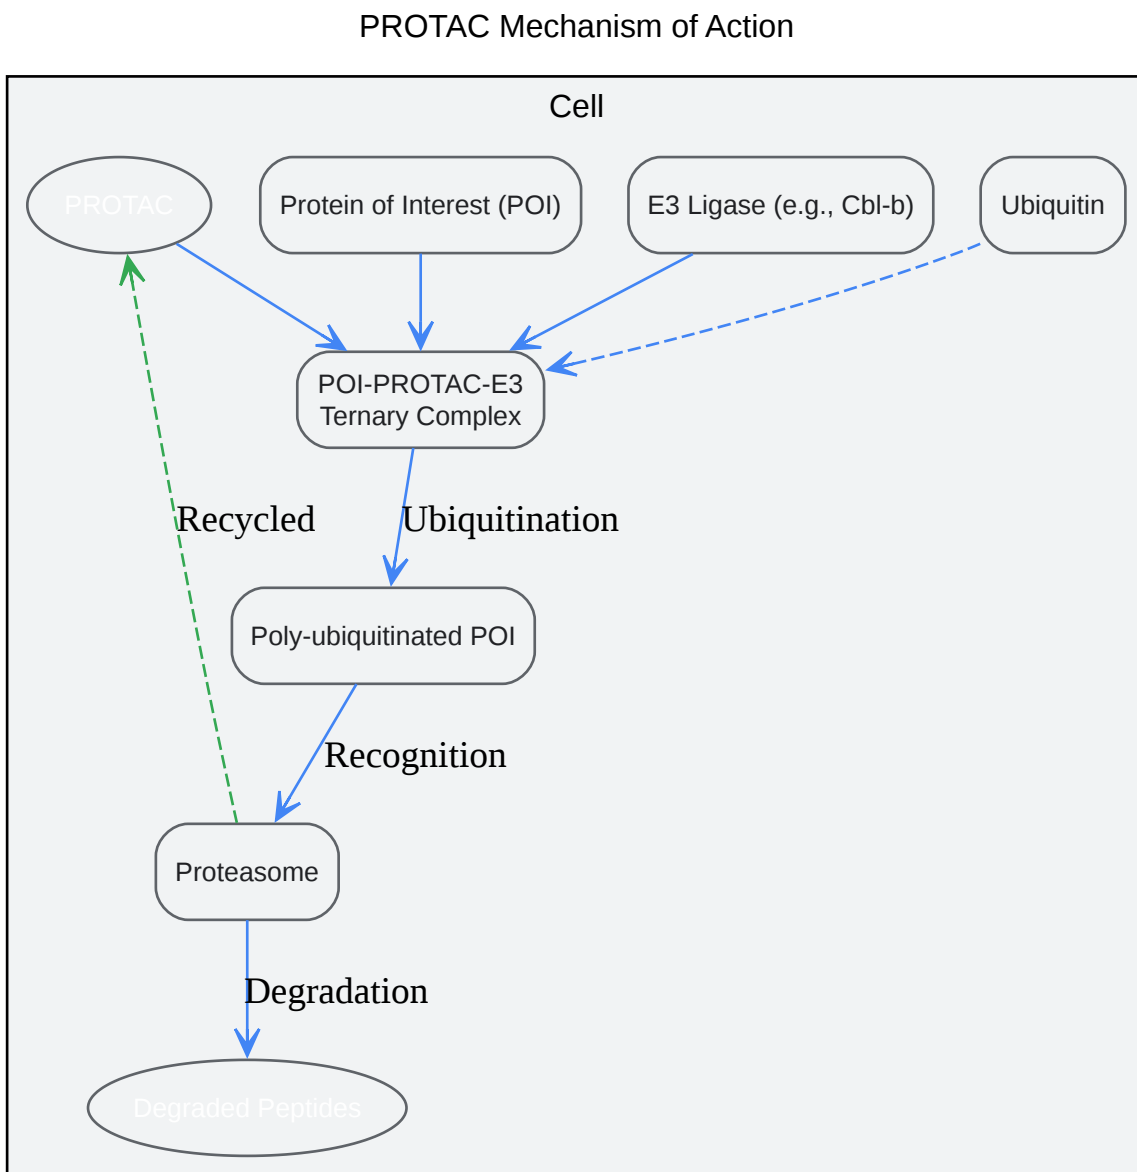 PROTAC Mechanism of Action
Cell
PROTAC
Protein of Interest (POI)
E3 Ligase (e.g., Cbl-b)
Ubiquitin
POI-PROTAC-E3
Ternary Complex
Recycled
Ubiquitination
Poly-ubiquitinated POI
Recognition
Proteasome
Degradation
Degraded Peptides